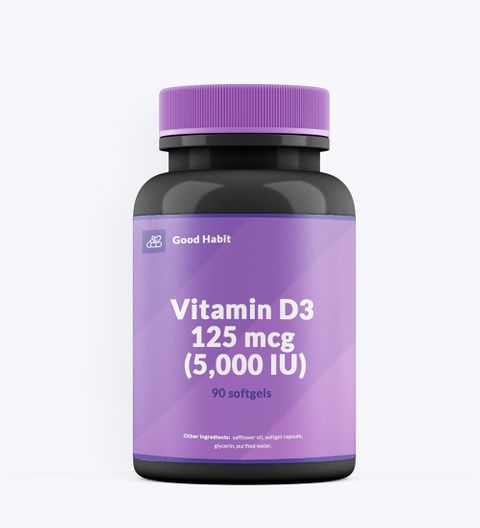 Good Habit
Vitamin D3
125 mcg
(5,000 IU)
90 softgels
Other Ingredients: safflower oil, softgel capsule,
glycerin, purified water.